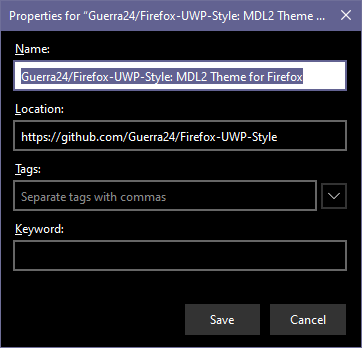 Properties for “Guerra24/Firefox-UWP-Style: MDL2 Theme ...
Name:
Guerra24/Firefox-UWP-Style: MDL2 Theme for Firefox
Location:
https://github.com/Guerra24/Firefox-UWP-Style
Tags:
Separate tags with commas
Keyword:
Save Cancel